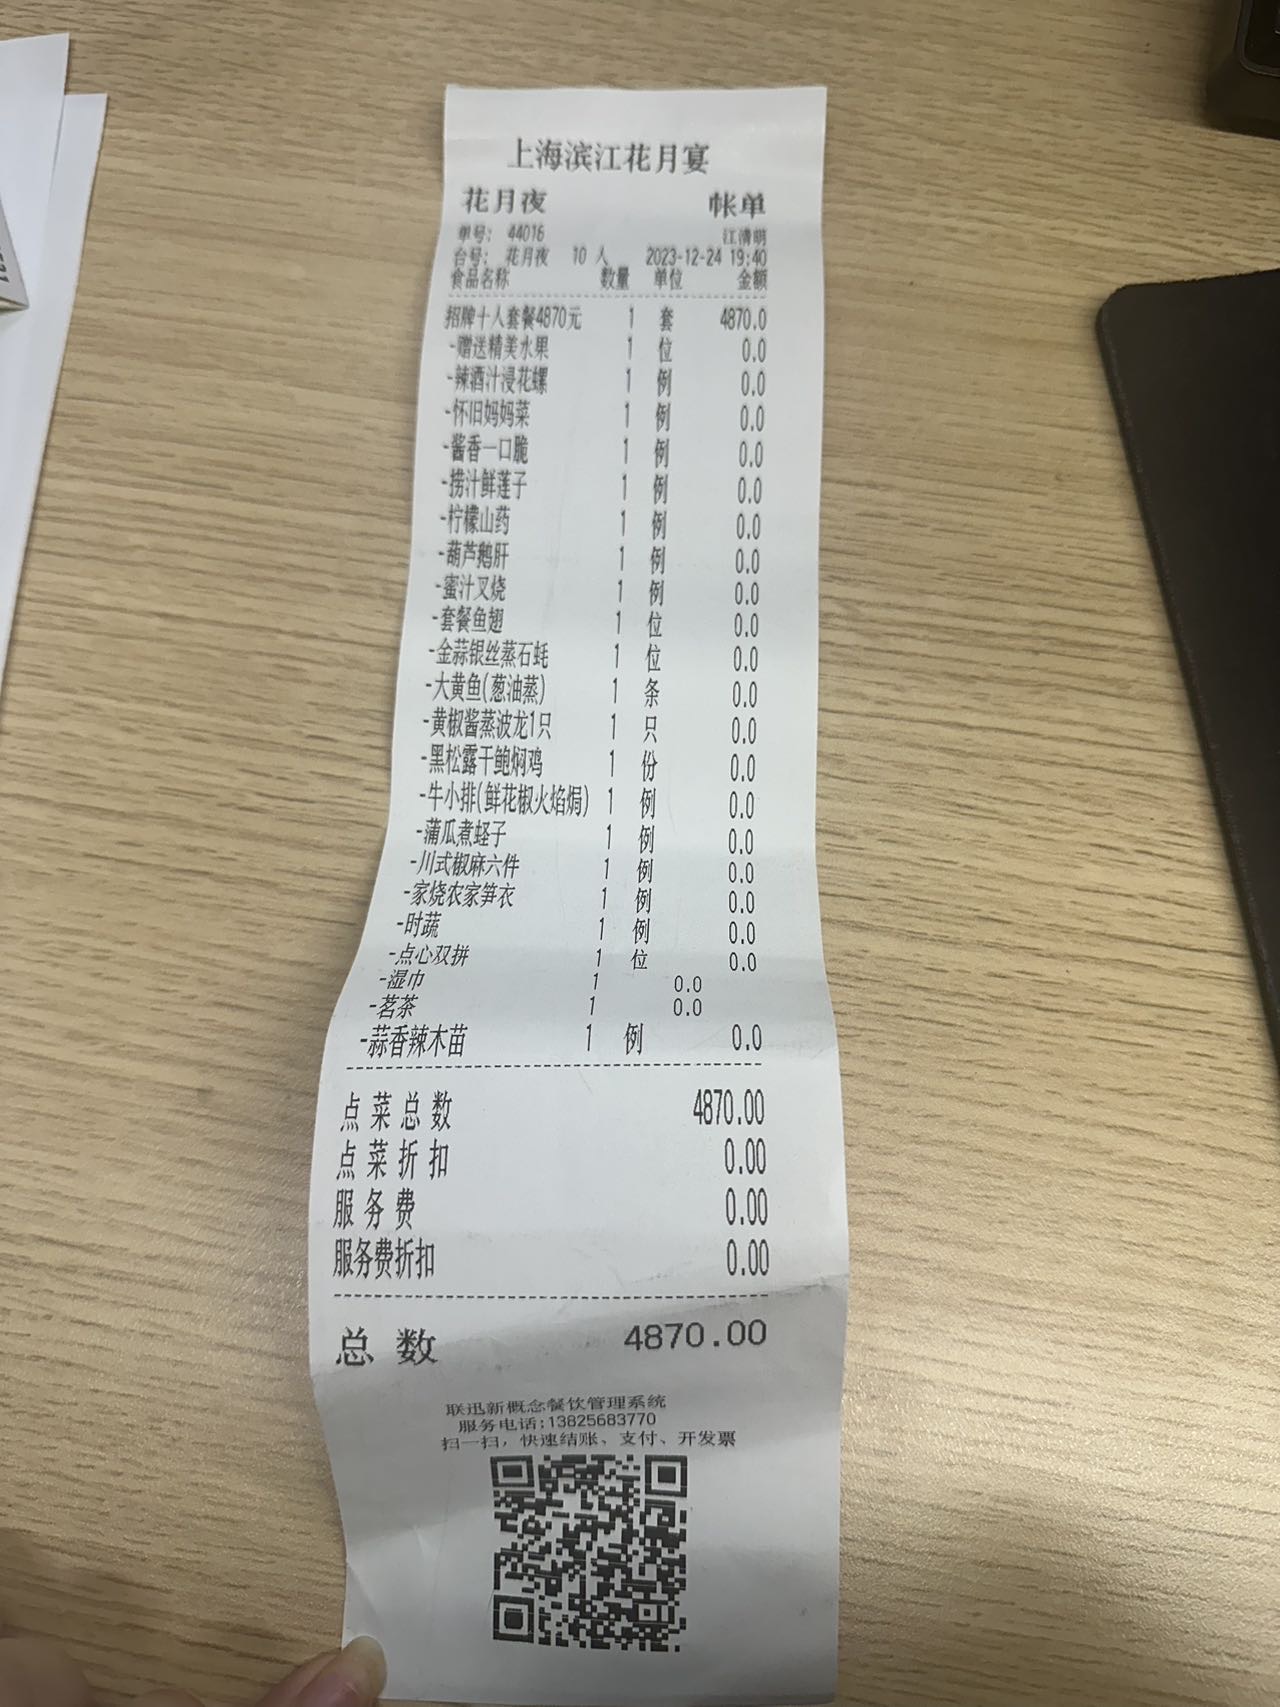 上海滨江花月宴
花月夜 帐单
单号: 44016 江清明
台号: 花月夜 10 人 2023-12-24 19:40
食品名称 数量 单位 金额
招牌十人套餐4870元 1 套 4870.0
-赠送精美水果 1 位 0.0
-辣酒汁浸花螺 1 例 0.0
-怀旧妈妈菜 1 例 0.0
-酱香一口脆 1 例 0.0
-捞汁鲜莲子 1 例 0.0
-柠檬山药 1 例 0.0
-葫芦鹅肝 1 例 0.0
-蜜汁叉烧 1 例 0.0
-套餐鱼翅 1 位 0.0
-金蒜银丝蒸石蚝 1 位 0.0
-大黄鱼(葱油蒸) 1 条 0.0
-黄椒酱蒸波龙1只 1 只 0.0
-黑松露干鲍焖鸡 1 份 0.0
-牛小排(鲜花椒火焰焗) 1 例 0.0
-蒲瓜煮蛏子 1 例 0.0
-川式椒麻六件 1 例 0.0
-家烧农家笋衣 1 例 0.0
-时蔬 1 例 0.0
-点心双拼 1 位 0.0
-湿巾 1 0.0
-茗茶 1 0.0
-蒜香辣木苗 1 例 0.0
点菜总数 4870.00
点菜折扣 0.00
服务费 0.00
服务费折扣 0.00
总数 4870.00
联迅新概念餐饮管理系统
服务电话:13825683770
扫一扫, 快速结账、支付、开发票